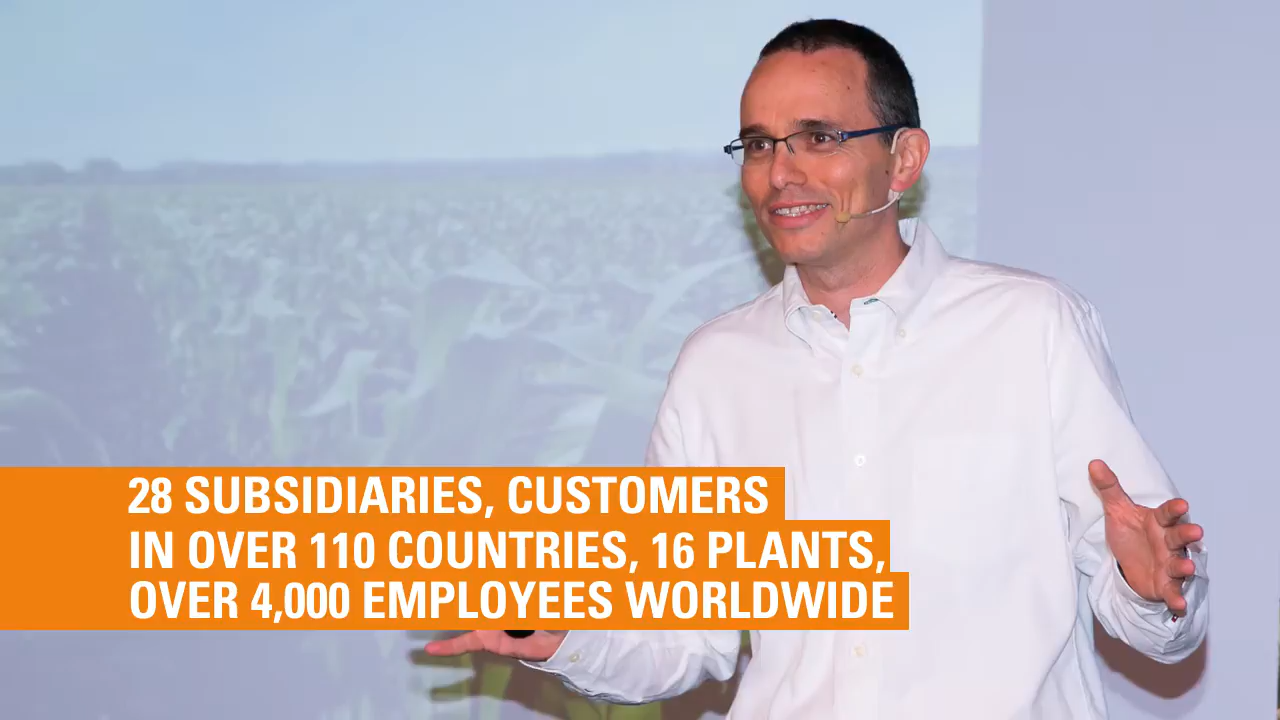 28 SUBSIDIARIES, CUSTOMERS
IN OVER 110 COUNTRIES, 16 PLANTS,
OVER 4,000 EMPLOYEES WORLDWIDE